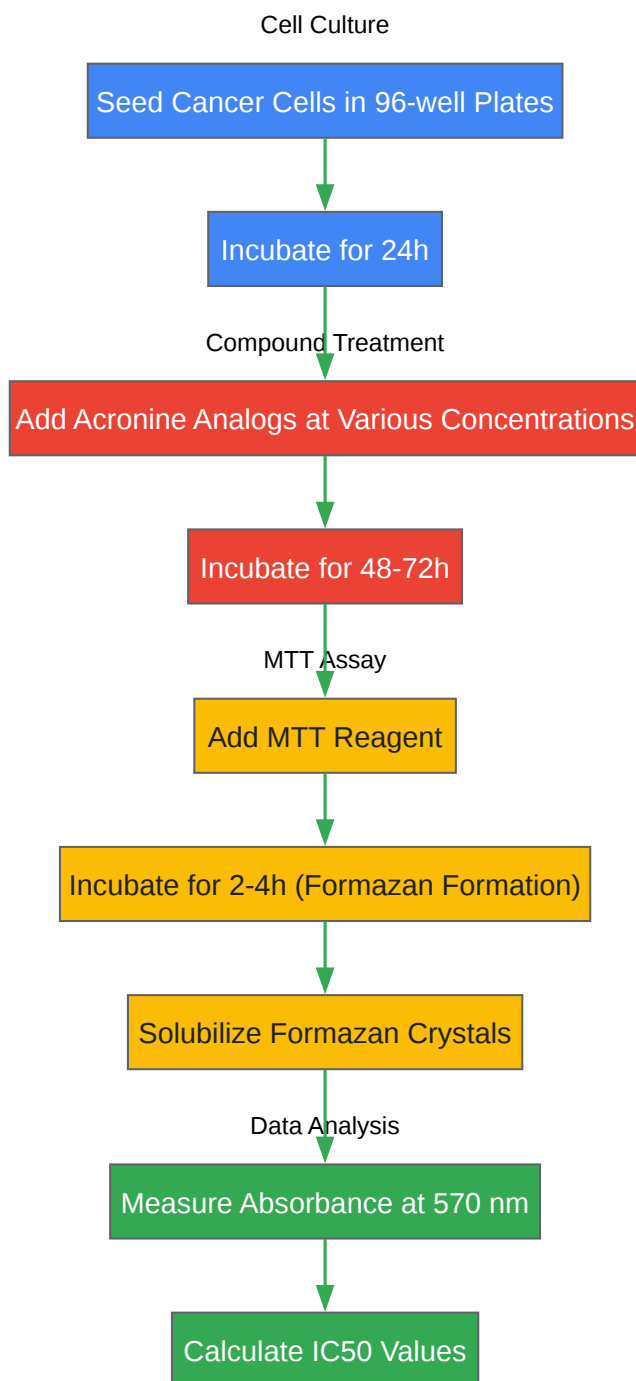 Cell Culture
Seed Cancer Cells in 96-well Plates
Incubate for 24h
Compound Treatment
Add Acronine Analogs at Various Concentrations
Incubate for 48-72h
MTT Assay
Add MTT Reagent
Incubate for 2-4h (Formazan Formation)
Solubilize Formazan Crystals
Data Analysis
Measure Absorbance at 570 nm
Calculate IC50 Values